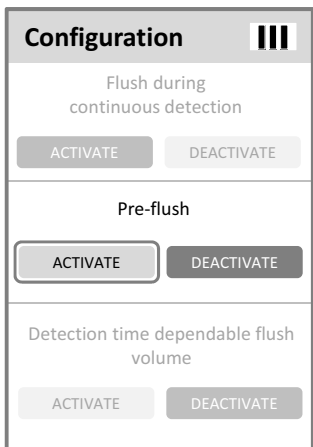 Configuration
Flush during
continuous detection
ACTIVATE DEACTIVATE
Pre-flush
ACTIVATE DEACTIVATE
Detection time dependable flush
volume
ACTIVATE DEACTIVATE